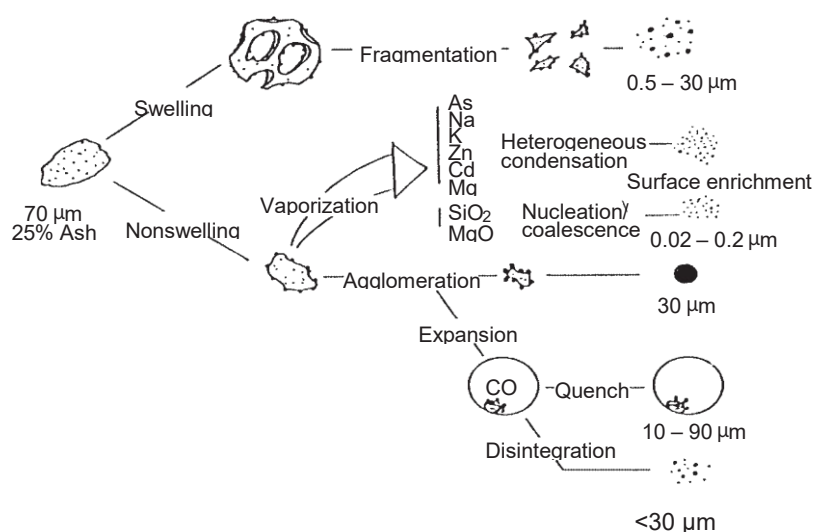 Fragmentation
0.5 – 30 μm
Swelling
As
Na
K
Zn
Cd
Mg
Heterogeneous
condensation
Surface enrichment
70 μm
25% Ash
Nonswelling
Vaporization
SiO₂
MgO
Nucleation/
coalescence
0.02 – 0.2 μm
Agglomeration
30 μm
Expansion
CO
Quench
10 – 90 μm
Disintegration
<30 μm